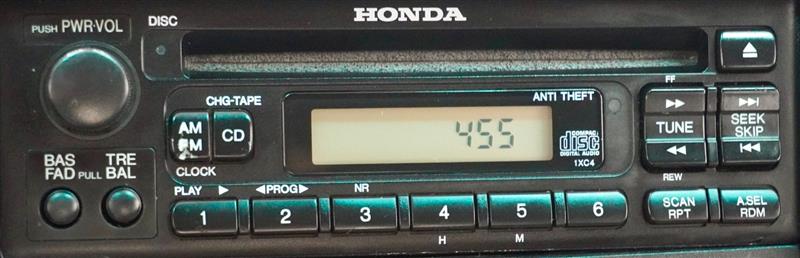 HONDA
DISC
PUSH PWR·VOL
CHG-TAPE
AM
FM
CD
CLOCK
ANTI THEFT
455
COMPACT
disc
DIGITAL AUDIO
1XC4
FF
TUNE
REW
SEEK
SKIP
BAS
FAD
PULL
TRE
BAL
PLAY
PROG
NR
1
2
3
4
5
6
H
M
SCAN
RPT
A.SEL
RDM